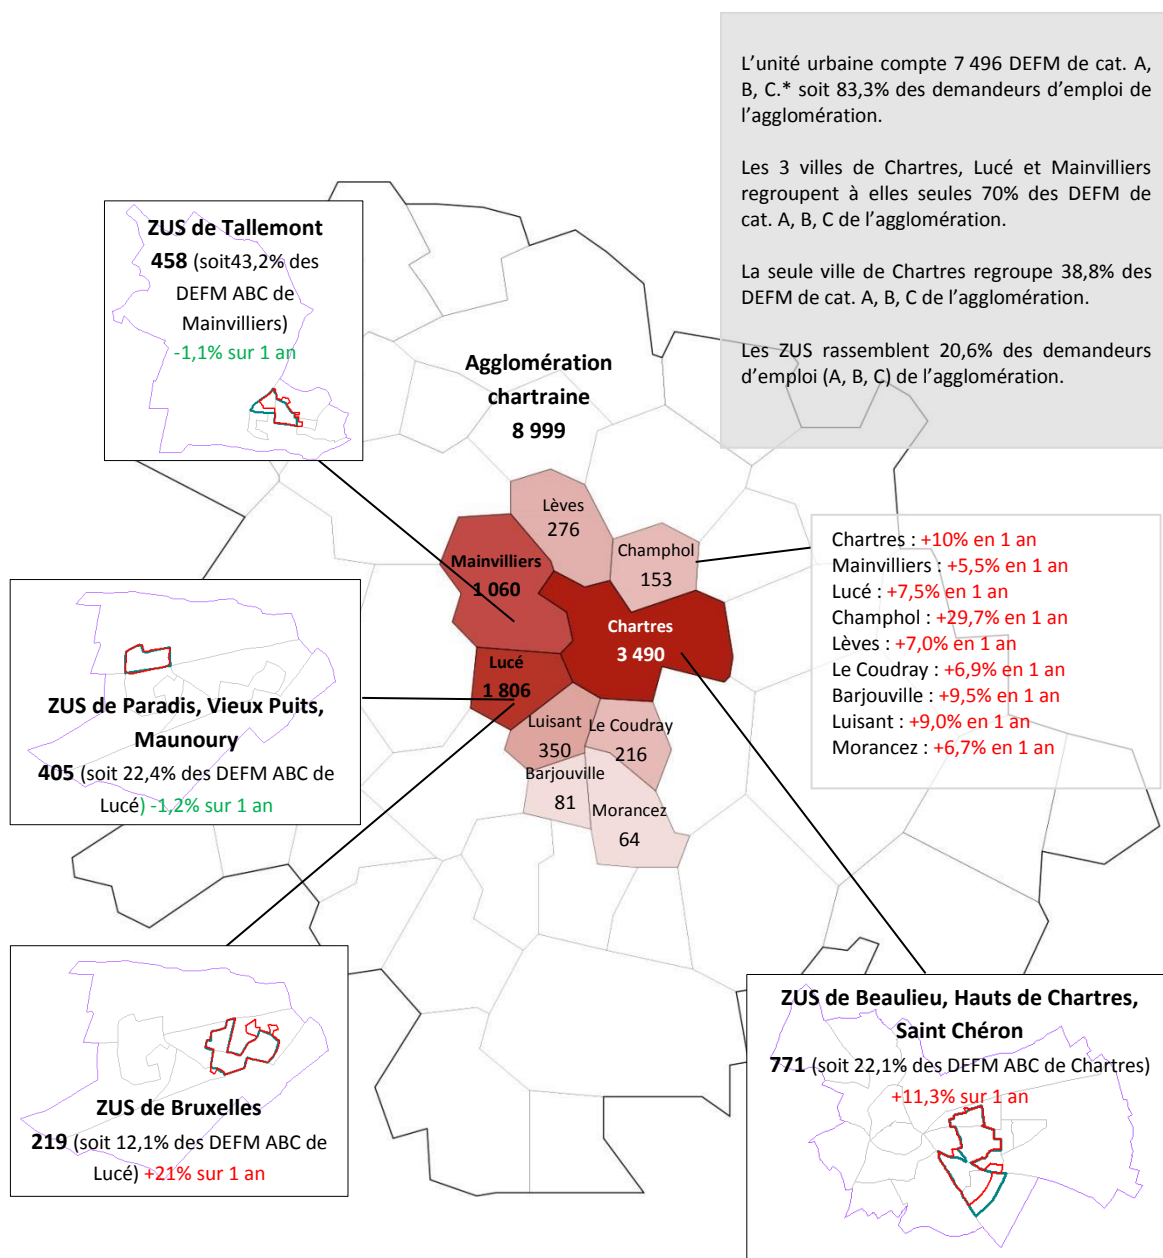 L’unité urbaine compte 7 496 DEFM de cat. A,
B, C.* soit 83,3% des demandeurs d’emploi de
l’agglomération.
Les 3 villes de Chartres, Lucé et Mainvilliers
regroupent à elles seules 70% des DEFM de
cat. A, B, C de l’agglomération.
La seule ville de Chartres regroupe 38,8% des
DEFM de cat. A, B, C de l’agglomération.
Les ZUS rassemblent 20,6% des demandeurs
d’emploi (A, B, C) de l’agglomération.
ZUS de Tallemont
458 (soit43,2% des
DEFM ABC de
Mainvilliers)
-1,1% sur 1 an
Agglomération
chartraine
8 999
Lèves
276
Champhol
153
Mainvilliers
1 060
Chartres
3 490
Lucé
1 806
Luisant
350
Le Coudray
216
Barjouville
81
Morancez
64
Chartres : +10% en 1 an
Mainvilliers : +5,5% en 1 an
Lucé : +7,5% en 1 an
Champhol : +29,7% en 1 an
Lèves : +7,0% en 1 an
Le Coudray : +6,9% en 1 an
Barjouville : +9,5% en 1 an
Luisant : +9,0% en 1 an
Morancez : +6,7% en 1 an
ZUS de Paradis, Vieux Puits,
Maunoury
405 (soit 22,4% des DEFM ABC de
Lucé) -1,2% sur 1 an
ZUS de Bruxelles
219 (soit 12,1% des DEFM ABC de
Lucé) +21% sur 1 an
ZUS de Beaulieu, Hauts de Chartres,
Saint Chéron
771 (soit 22,1% des DEFM ABC de Chartres)
+11,3% sur 1 an